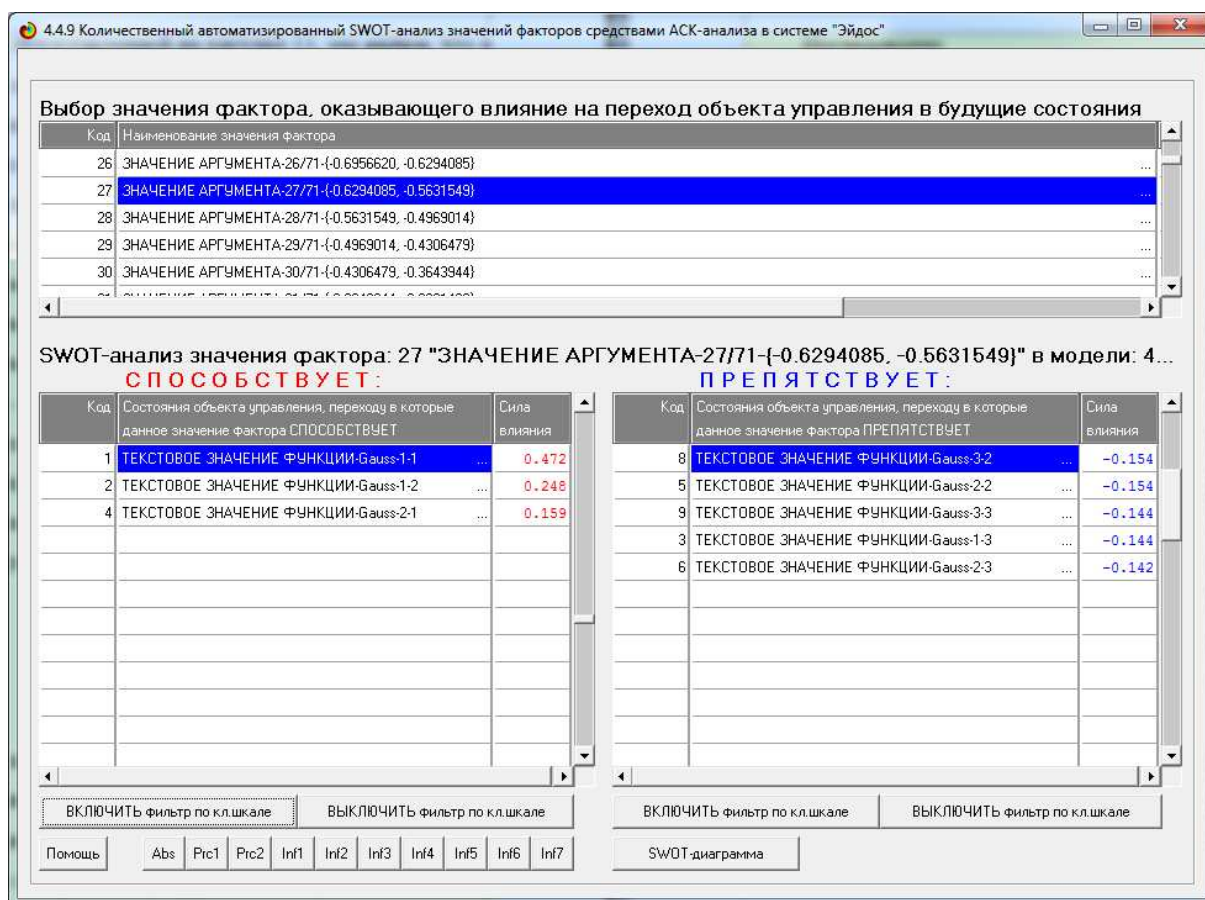 4.4.9 Количественный автоматизированный SWOT-анализ значений факторов средствами АСК-анализа в системе "Эйдос"
Выбор значения фактора, оказывающего влияние на переход объекта управления в будущие состояния
Код Наименование значения фактора
26 ЗНАЧЕНИЕ АРГУМЕНТА-26/71-{-0.6956620, -0.6294085} ...
27 ЗНАЧЕНИЕ АРГУМЕНТА-27/71-{-0.6294085, -0.5631549} ...
28 ЗНАЧЕНИЕ АРГУМЕНТА-28/71-{-0.5631549, -0.4969014} ...
29 ЗНАЧЕНИЕ АРГУМЕНТА-29/71-{-0.4969014, -0.4306479} ...
30 ЗНАЧЕНИЕ АРГУМЕНТА-30/71-{-0.4306479, -0.3643944} ...
SWOT-анализ значения фактора: 27 "ЗНАЧЕНИЕ АРГУМЕНТА-27/71-{-0.6294085, -0.5631549}" в модели: 4...
СПОСОБСТВУЕТ:
Код Состояния объекта управления, переходу в которые данное значение фактора СПОСОБСТВУЕТ Сила влияния
1 ТЕКСТОВОЕ ЗНАЧЕНИЕ ФУНКЦИИ-Gauss-1-1 ... 0.472
2 ТЕКСТОВОЕ ЗНАЧЕНИЕ ФУНКЦИИ-Gauss-1-2 ... 0.248
4 ТЕКСТОВОЕ ЗНАЧЕНИЕ ФУНКЦИИ-Gauss-2-1 ... 0.159
ВКЛЮЧИТЬ фильтр по кл.шкале ВЫКЛЮЧИТЬ фильтр по кл.шкале
ПРЕПЯТСТВУЕТ:
Код Состояния объекта управления, переходу в которые данное значение фактора ПРЕПЯТСТВУЕТ Сила влияния
8 ТЕКСТОВОЕ ЗНАЧЕНИЕ ФУНКЦИИ-Gauss-3-2 ... -0.154
5 ТЕКСТОВОЕ ЗНАЧЕНИЕ ФУНКЦИИ-Gauss-2-2 ... -0.154
9 ТЕКСТОВОЕ ЗНАЧЕНИЕ ФУНКЦИИ-Gauss-3-3 ... -0.144
3 ТЕКСТОВОЕ ЗНАЧЕНИЕ ФУНКЦИИ-Gauss-1-3 ... -0.144
6 ТЕКСТОВОЕ ЗНАЧЕНИЕ ФУНКЦИИ-Gauss-2-3 ... -0.142
ВКЛЮЧИТЬ фильтр по кл.шкале ВЫКЛЮЧИТЬ фильтр по кл.шкале
Помощь Abs Prc1 Prc2 Inf1 Inf2 Inf3 Inf4 Inf5 Inf6 Inf7 SWOT-диаграмма